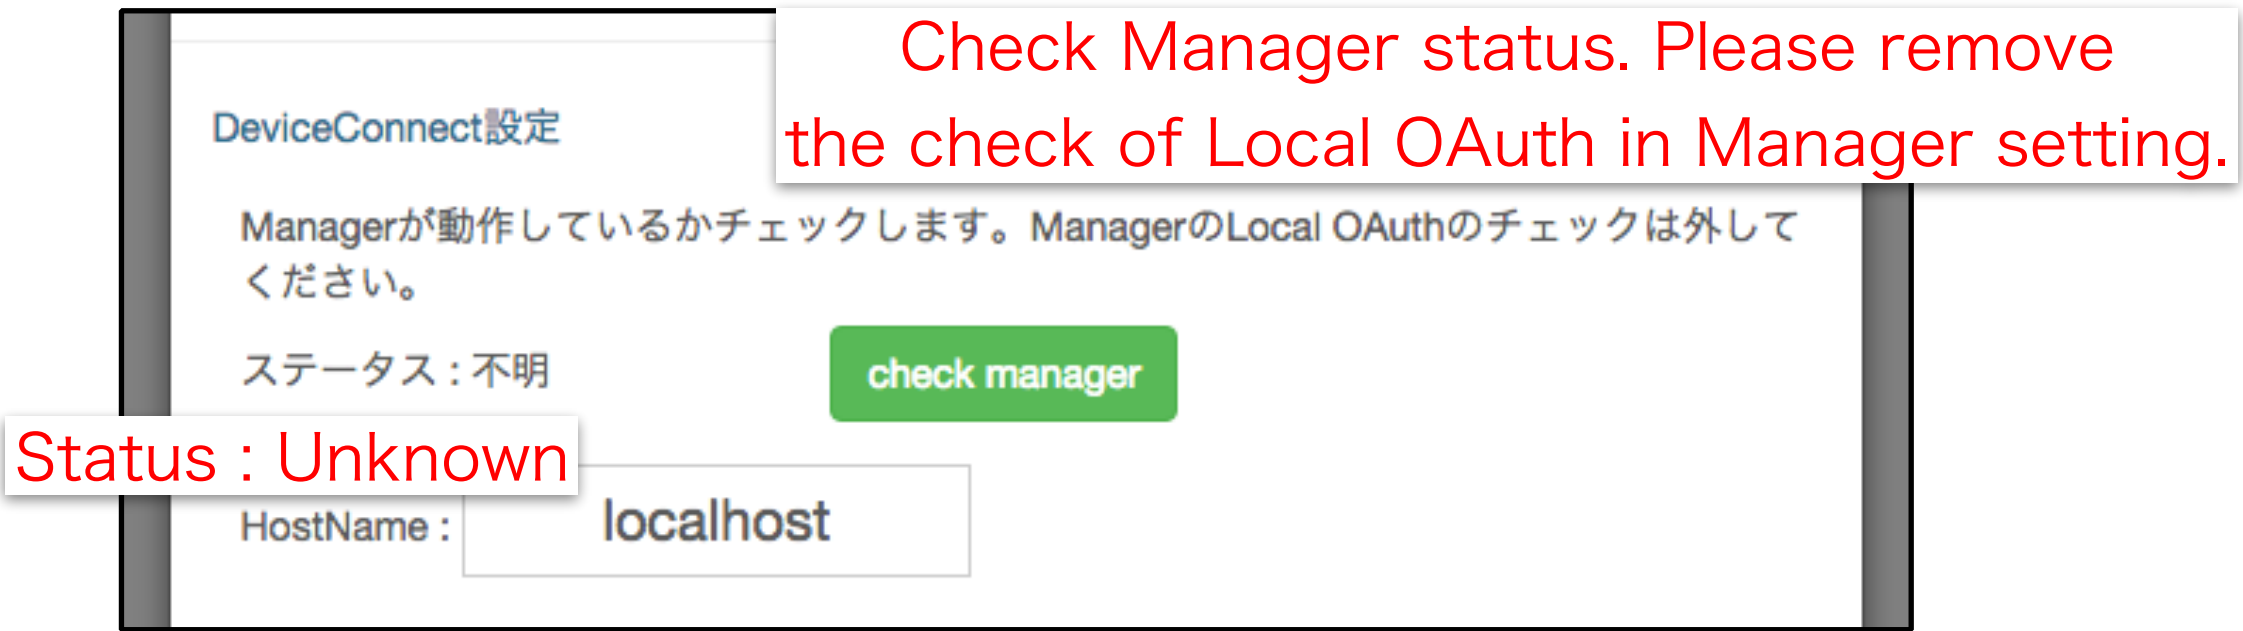 Check Manager status. Please remove
the check of Local OAuth in Manager setting.
DeviceConnect設定
Managerが動作しているかチェックします。ManagerのLocal OAuthのチェックは外して
ください。
ステータス : 不明
check manager
Status : Unknown
HostName :
localhost